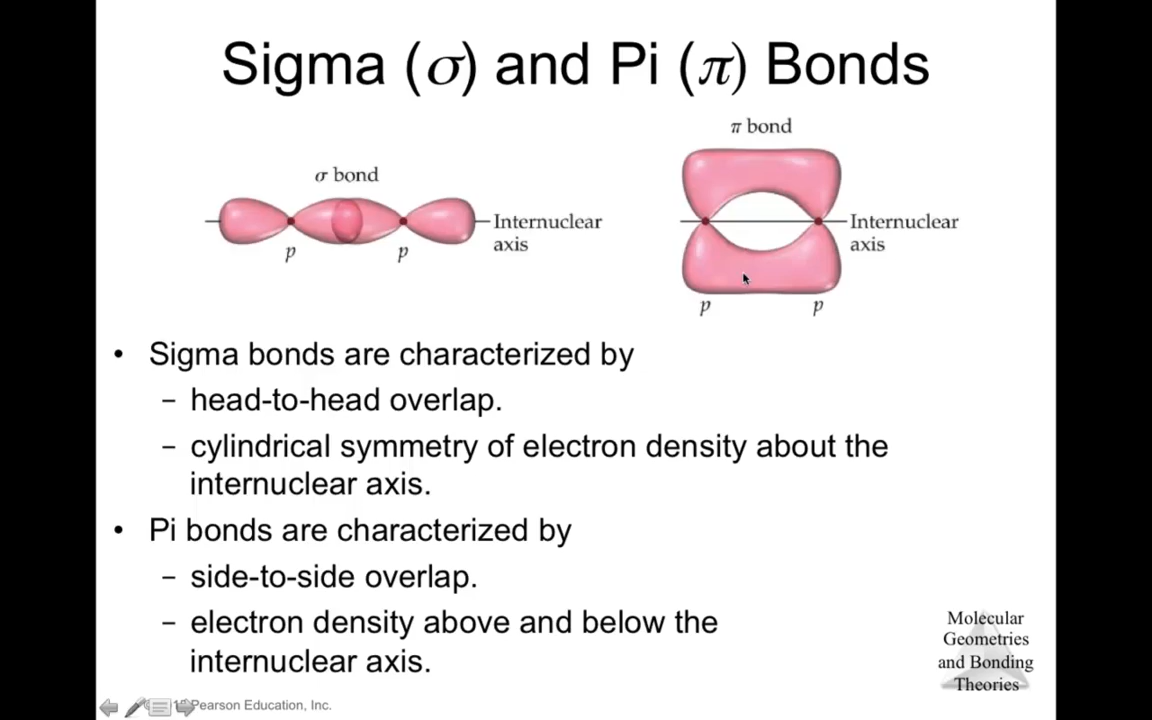 Sigma (σ) and Pi (π) Bonds
π bond
σ bond
Internuclear
axis
Internuclear
axis
p
p
p
p
• Sigma bonds are characterized by
– head-to-head overlap.
– cylindrical symmetry of electron density about the
internuclear axis.
• Pi bonds are characterized by
– side-to-side overlap.
– electron density above and below the
internuclear axis.
Molecular
Geometries
and Bonding
Theories
Pearson Education, Inc.